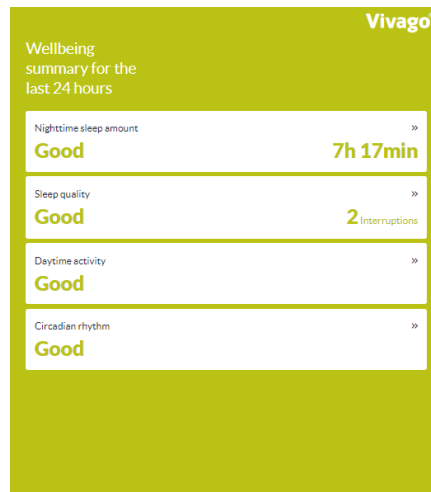 Vivago
Wellbeing
summary for the
last 24 hours
Nighttime sleep amount »
Good 7h 17min
Sleep quality »
Good 2 Interruptions
Daytime activity »
Good
Circadian rhythm »
Good